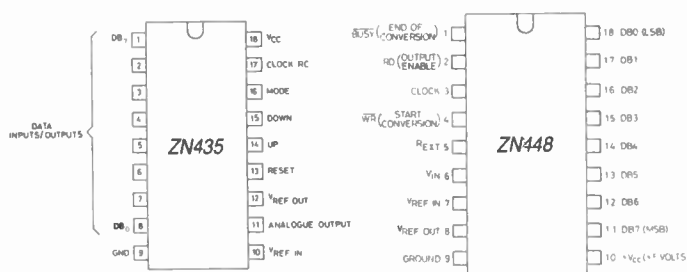 DB7 1
2
3
4
5
6
7
DB0 8
GND 9
DATA
INPUTS/OUTPUTS
ZN435
18 VCC
17 CLOCK RC
16 MODE
15 DOWN
14 UP
13 RESET
12 VREF OUT
11 ANALOGUE OUTPUT
10 VREF IN
BUSY (END OF CONVERSION) 1
RD (OUTPUT ENABLE) 2
CLOCK 3
WR (START CONVERSION) 4
REXT 5
VIN 6
VREF IN 7
VREF OUT 8
GROUND 9
ZN448
18 DB0 (LSB)
17 DB1
16 DB2
15 DB3
14 DB4
13 DB5
12 DB6
11 DB7 (MSB)
10 +VCC (+5 VOLTS